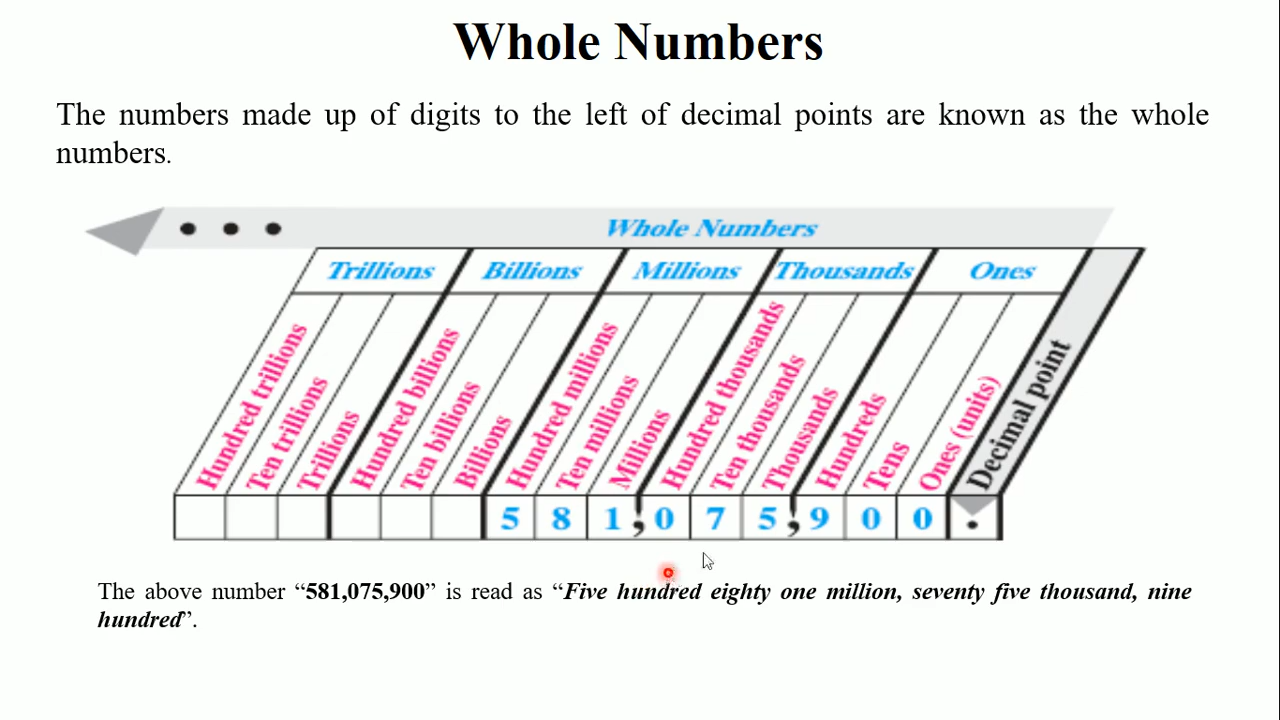 Whole Numbers
The numbers made up of digits to the left of decimal points are known as the whole
numbers.
Whole Numbers
Trillions Billions Millions Thousands Ones
Hundred trillions Ten trillions Trillions Hundred billions Ten billions Billions Hundred millions Ten millions Millions Hundred thousands Ten thousands Thousands Hundreds Tens Ones (units) Decimal point
5 8 1 , 0 7 5 , 9 0 0 .
The above number “581,075,900” is read as “Five hundred eighty one million, seventy five thousand, nine
hundred”.